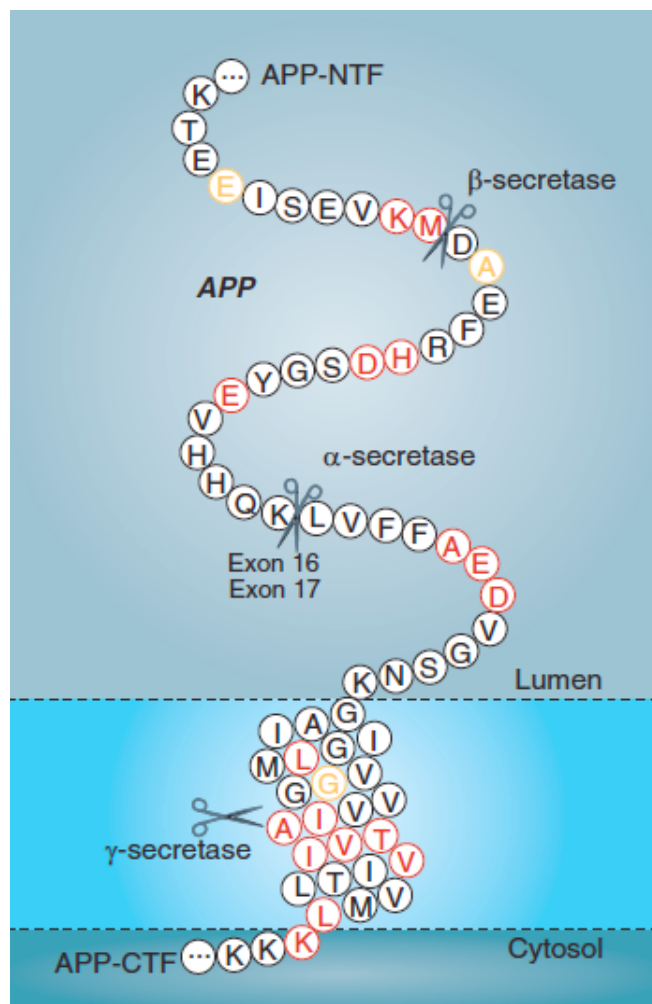 ... APP-NTF
K
T
E
E I S E V K M D
β-secretase
A
APP
E
F
R
E Y G S D H
V
H
H
α-secretase
Q K L V F F A
E
Exon 16
Exon 17
D
V
K N S G
Lumen
I A G
M L G I
G G V
A I V V
γ-secretase
I V T
L T I V
L M V
APP-CTF ... K K K
Cytosol